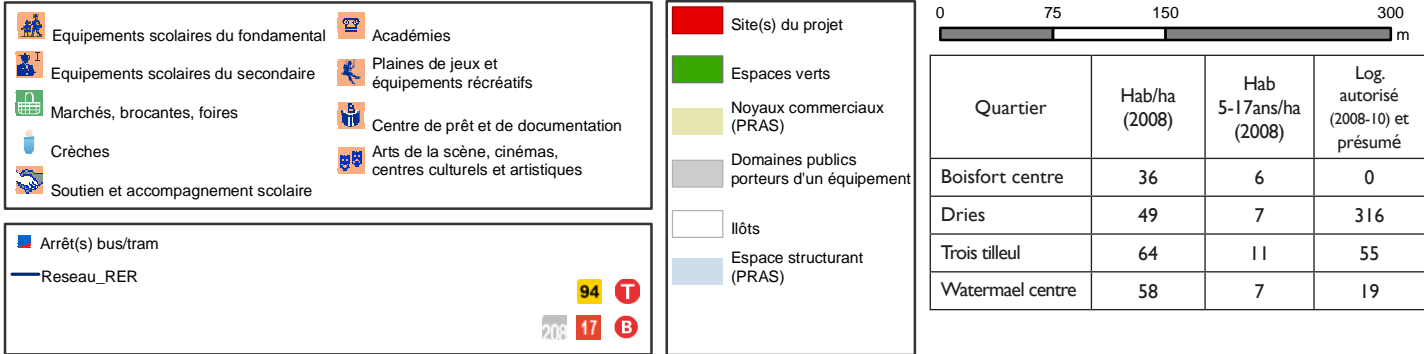 Equipements scolaires du fondamental
Equipements scolaires du secondaire
Marchés, brocantes, foires
Crèches
Soutien et accompagnement scolaire
Académies
Plaines de jeux et
équipements récréatifs
Centre de prêt et de documentation
Arts de la scène, cinémas,
centres culturels et artistiques
Arrêt(s) bus/tram
Reseau_RER
94 T
208 17 B
Site(s) du projet
Espaces verts
Noyaux commerciaux
(PRAS)
Domaines publics
porteurs d'un équipement
Ilôts
Espace structurant
(PRAS)
0 75 150 300
m
Quartier Hab/ha (2008) Hab 5-17ans/ha (2008) Log. autorisé (2008-10) et présumé
Boisfort centre 36 6 0
Dries 49 7 316
Trois tilleul 64 11 55
Watermael centre 58 7 19